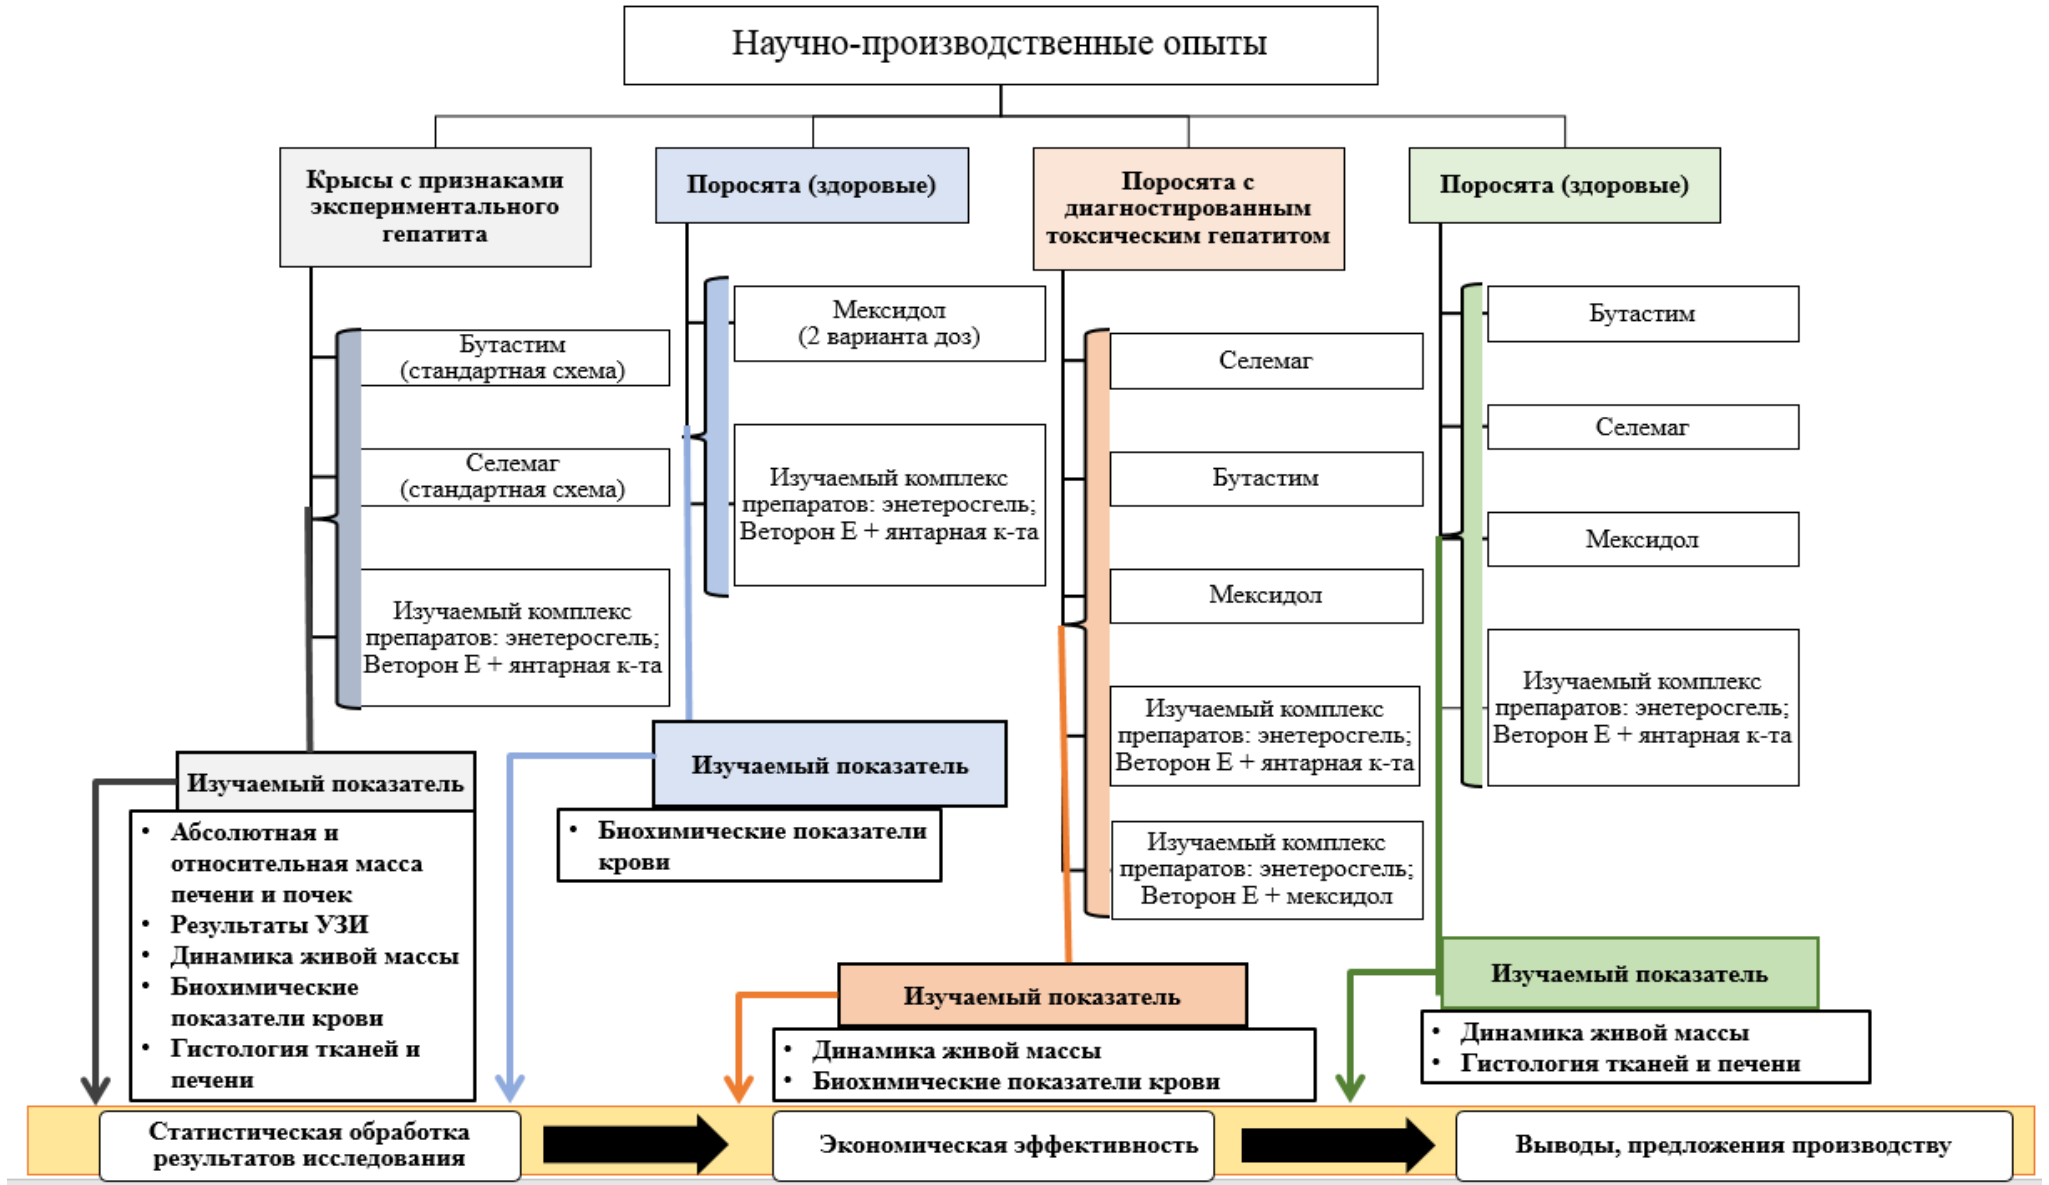 Научно-производственные опыты
Крысы с признаками
экспериментального
гепатита
Бутастим
(стандартная схема)
Селемаг
(стандартная схема)
Изучаемый комплекс
препаратов: энетеросгель;
Веторон Е + янтарная к-та
Изучаемый показатель
• Абсолютная и
относительная масса
печени и почек
• Результаты УЗИ
• Динамика живой массы
• Биохимические
показатели крови
• Гистология тканей и
печени
Поросята (здоровые)
Мексидол
(2 варианта доз)
Изучаемый комплекс
препаратов: энетеросгель;
Веторон Е + янтарная к-та
Изучаемый показатель
• Биохимические показатели
крови
Поросята с
диагностированным
токсическим гепатитом
Селемаг
Бутастим
Мексидол
Изучаемый комплекс
препаратов: энетеросгель;
Веторон Е + янтарная к-та
Изучаемый комплекс
препаратов: энетеросгель;
Веторон Е + мексидол
Изучаемый показатель
• Динамика живой массы
• Биохимические показатели крови
Поросята (здоровые)
Бутастим
Селемаг
Мексидол
Изучаемый комплекс
препаратов: энетеросгель;
Веторон Е + янтарная к-та
Изучаемый показатель
• Динамика живой массы
• Гистология тканей и печени
Статистическая обработка
результатов исследования
Экономическая эффективность
Выводы, предложения производству